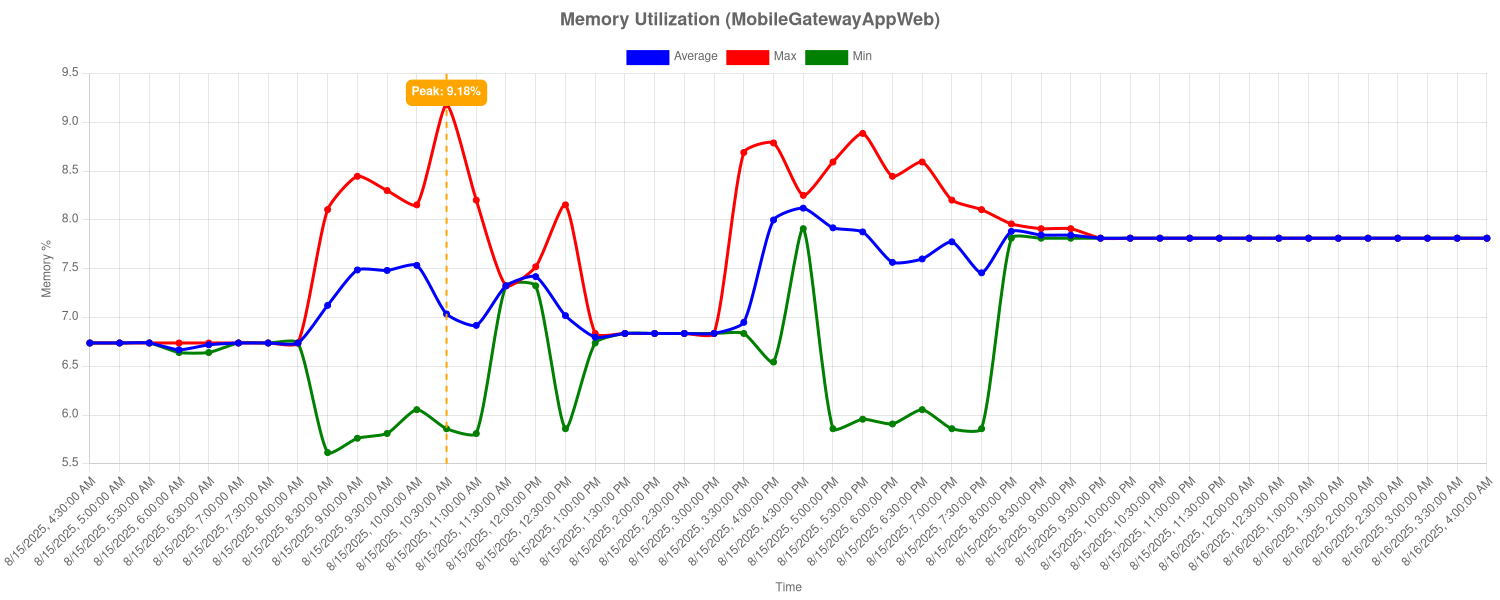 Memory Utilization (MobileGatewayAppWeb)
Average Max Min
Peak: 9.18%
9.5
9.0
8.5
8.0
7.5
7.0
6.5
6.0
5.5
Memory %
8/15/2025, 4:30:00 AM
8/15/2025, 5:00:00 AM
8/15/2025, 5:30:00 AM
8/15/2025, 6:00:00 AM
8/15/2025, 6:30:00 AM
8/15/2025, 7:00:00 AM
8/15/2025, 7:30:00 AM
8/15/2025, 8:00:00 AM
8/15/2025, 8:30:00 AM
8/15/2025, 9:00:00 AM
8/15/2025, 9:30:00 AM
8/15/2025, 10:00:00 AM
8/15/2025, 10:30:00 AM
8/15/2025, 11:00:00 AM
8/15/2025, 11:30:00 AM
8/15/2025, 12:00:00 PM
8/15/2025, 12:30:00 PM
8/15/2025, 1:00:00 PM
8/15/2025, 1:30:00 PM
8/15/2025, 2:00:00 PM
8/15/2025, 2:30:00 PM
8/15/2025, 3:00:00 PM
8/15/2025, 3:30:00 PM
8/15/2025, 4:00:00 PM
8/15/2025, 4:30:00 PM
8/15/2025, 5:00:00 PM
8/15/2025, 5:30:00 PM
8/15/2025, 6:00:00 PM
8/15/2025, 6:30:00 PM
8/15/2025, 7:00:00 PM
8/15/2025, 7:30:00 PM
8/15/2025, 8:00:00 PM
8/15/2025, 8:30:00 PM
8/15/2025, 9:00:00 PM
8/15/2025, 9:30:00 PM
8/15/2025, 10:00:00 PM
8/15/2025, 10:30:00 PM
8/15/2025, 11:00:00 PM
8/15/2025, 11:30:00 PM
8/16/2025, 12:00:00 AM
8/16/2025, 12:30:00 AM
8/16/2025, 1:00:00 AM
8/16/2025, 1:30:00 AM
8/16/2025, 2:00:00 AM
8/16/2025, 2:30:00 AM
8/16/2025, 3:00:00 AM
8/16/2025, 3:30:00 AM
8/16/2025, 4:00:00 AM
Time